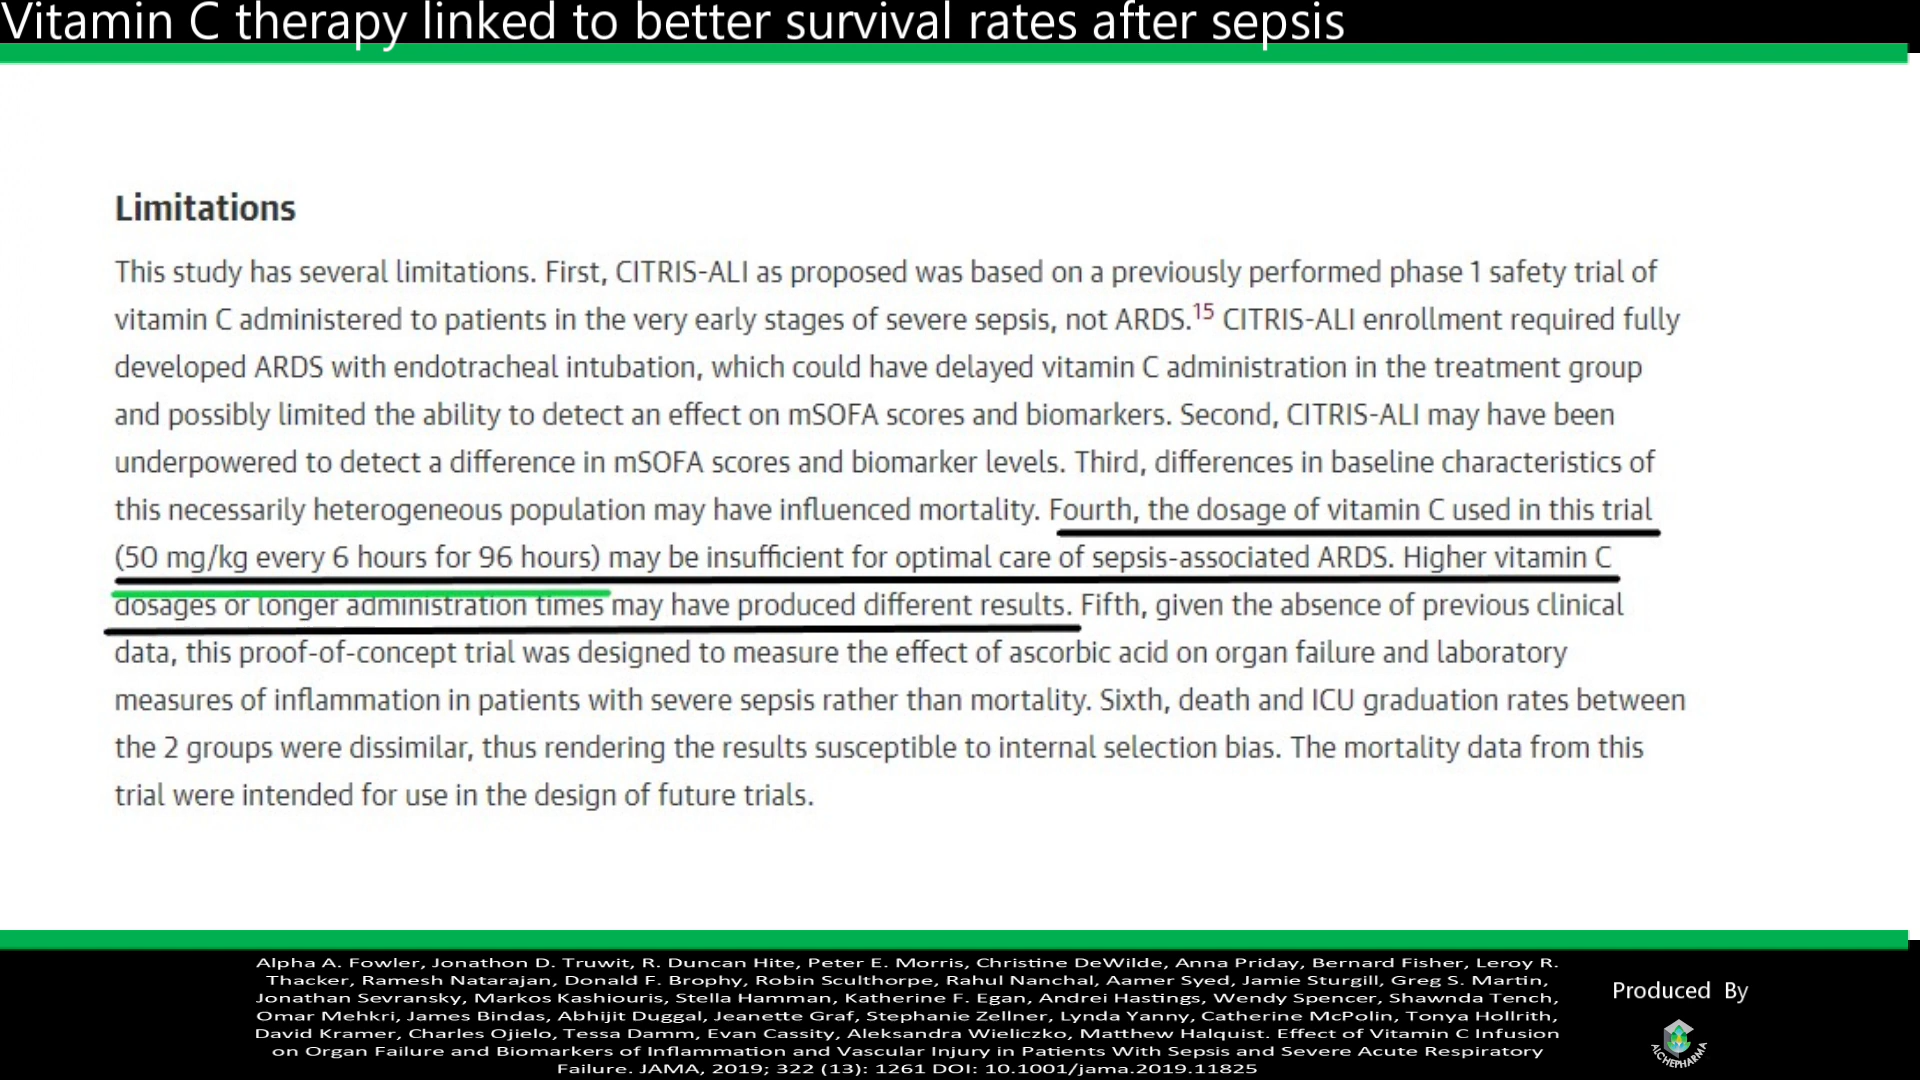 Vitamin C therapy linked to better survival rates after sepsis
Limitations
This study has several limitations. First, CITRIS-ALI as proposed was based on a previously performed phase 1 safety trial of
vitamin C administered to patients in the very early stages of severe sepsis, not ARDS.15 CITRIS-ALI enrollment required fully
developed ARDS with endotracheal intubation, which could have delayed vitamin C administration in the treatment group
and possibly limited the ability to detect an effect on mSOFA scores and biomarkers. Second, CITRIS-ALI may have been
underpowered to detect a difference in mSOFA scores and biomarker levels. Third, differences in baseline characteristics of
this necessarily heterogeneous population may have influenced mortality. Fourth, the dosage of vitamin C used in this trial
(50 mg/kg every 6 hours for 96 hours) may be insufficient for optimal care of sepsis-associated ARDS. Higher vitamin C
dosages or longer administration times may have produced different results. Fifth, given the absence of previous clinical
data, this proof-of-concept trial was designed to measure the effect of ascorbic acid on organ failure and laboratory
measures of inflammation in patients with severe sepsis rather than mortality. Sixth, death and ICU graduation rates between
the 2 groups were dissimilar, thus rendering the results susceptible to internal selection bias. The mortality data from this
trial were intended for use in the design of future trials.
Alpha A. Fowler, Jonathon D. Truwit, R. Duncan Hite, Peter E. Morris, Christine DeWilde, Anna Priday, Bernard Fisher, Leroy R.
Thacker, Ramesh Natarajan, Donald F. Brophy, Robin Sculthorpe, Rahul Nanchal, Aamer Syed, Jamie Sturgill, Greg S. Martin,
Jonathan Sevransky, Markos Kashiouris, Stella Hamman, Katherine F. Egan, Andrei Hastings, Wendy Spencer, Shawnda Tench,
Omar Mehkri, James Bindas, Abhijit Duggal, Jeanette Graf, Stephanie Zellner, Lynda Yanny, Catherine McPolin, Tonya Hollrith,
David Kramer, Charles Ojielo, Tessa Damm, Evan Cassity, Aleksandra Wieliczko, Matthew Halquist. Effect of Vitamin C Infusion
on Organ Failure and Biomarkers of Inflammation and Vascular Injury in Patients With Sepsis and Severe Acute Respiratory
Failure. JAMA, 2019; 322 (13): 1261 DOI: 10.1001/jama.2019.11825
Produced By
ALCHEPHARMA